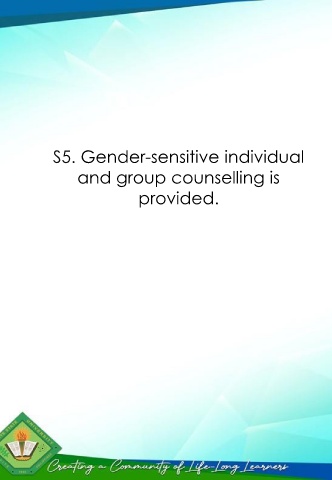 S5. Gender-sensitive individual
and group counselling is
provided.
Creating a Community of Life-Long Learners